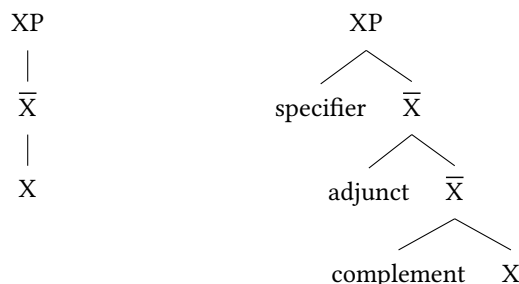 XP XP
X̅ specifier X̅
X adjunct X̅
complement X